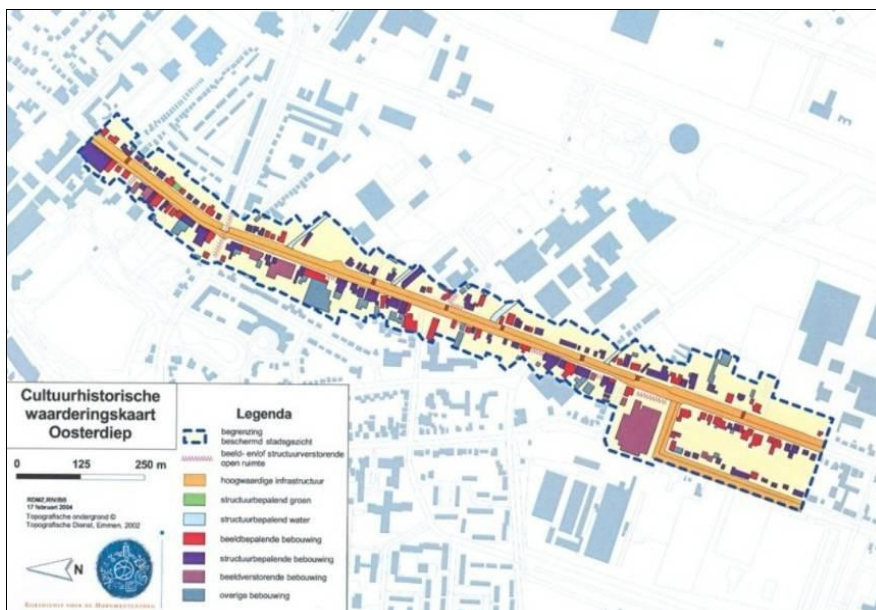 Cultuurhistorische
waarderingskaart
Oosterdiep
0 125 250 m
17 februari 2004
Topografische ondergrond ©
Topografische Dienst, Emmen, 2002
N
Legenda
begrenzing
beschermd stadsgezicht
beeld- en/of structuurverstorende
open ruimte
hoogwaardige infrastructuur
structuurbepalend groen
structuurbepalend water
beeldbepalende bebouwing
structuurbepalende bebouwing
beeldverstorende bebouwing
overige bebouwing